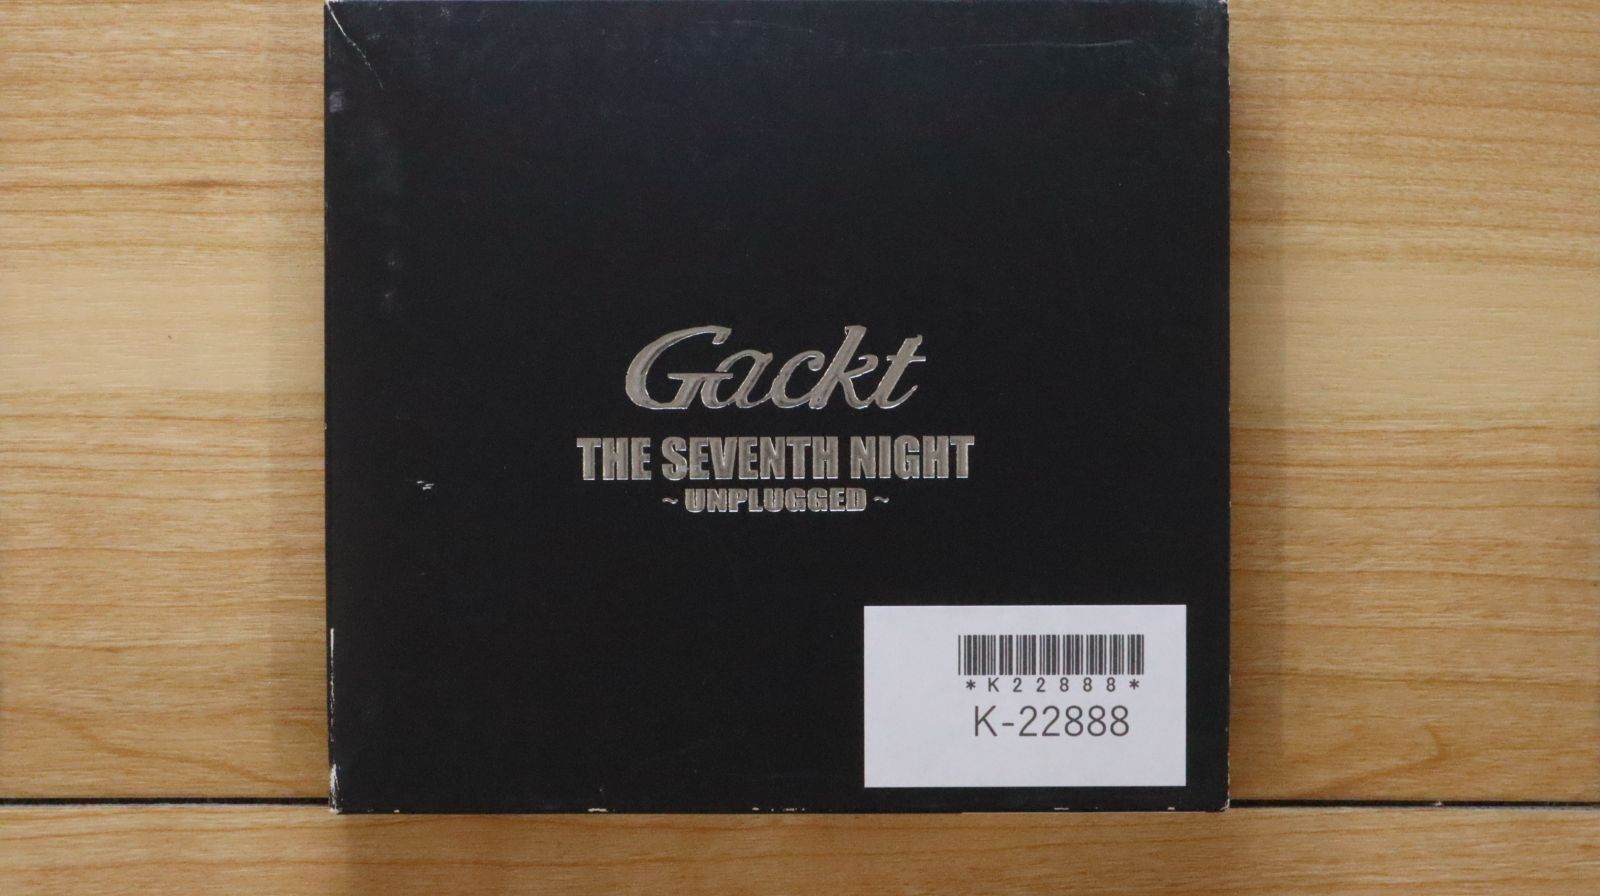 Gackt
THE SEVENTH NIGHT
~UNPLUGGED~
*K22888*
K-22888